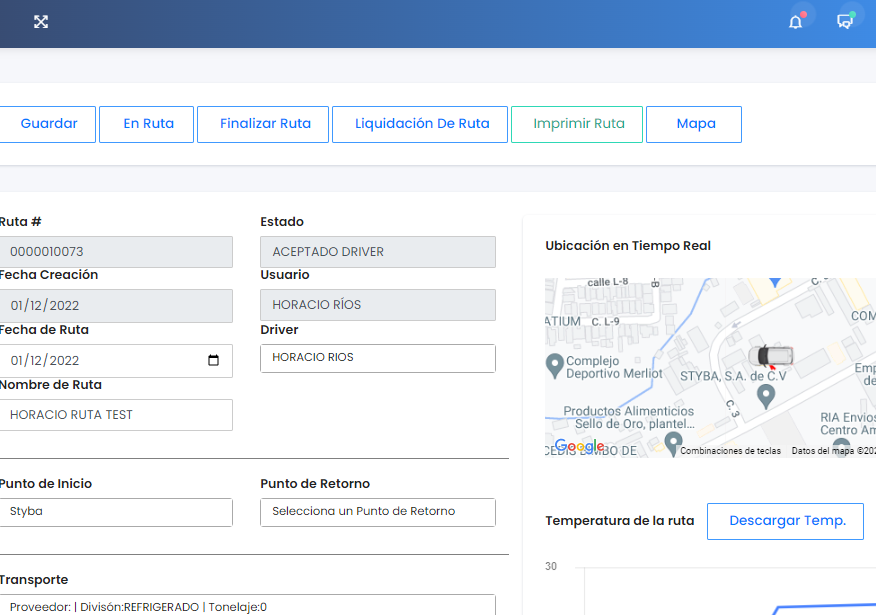 Guardar
En Ruta
Finalizar Ruta
Liquidación De Ruta
Imprimir Ruta
Mapa
Ruta #
0000010073
Fecha Creación
01/12/2022
Fecha de Ruta
01/12/2022
Nombre de Ruta
HORACIO RUTA TEST
Estado
ACEPTADO DRIVER
Usuario
HORACIO RÍOS
Driver
HORACIO RIOS
Punto de Inicio
Styba
Punto de Retorno
Selecciona un Punto de Retorno
Transporte
Proveedor: | Divisón:REFRIGERADO | Tonelaje:0
Ubicación en Tiempo Real
calle L-8
B
C.
ATIUM
C. L-9
COM
Complejo
Deportivo Merliot
STYBA, S.A. de C.V
Emp
de
C. 3
Productos Alimenticios
Sello de Oro, plantel...
RIA Envios
Centro Am
CEDIS BIMBO DE
Google
Combinaciones de teclas
Datos del mapa ©202
Temperatura de la ruta
Descargar Temp.
30